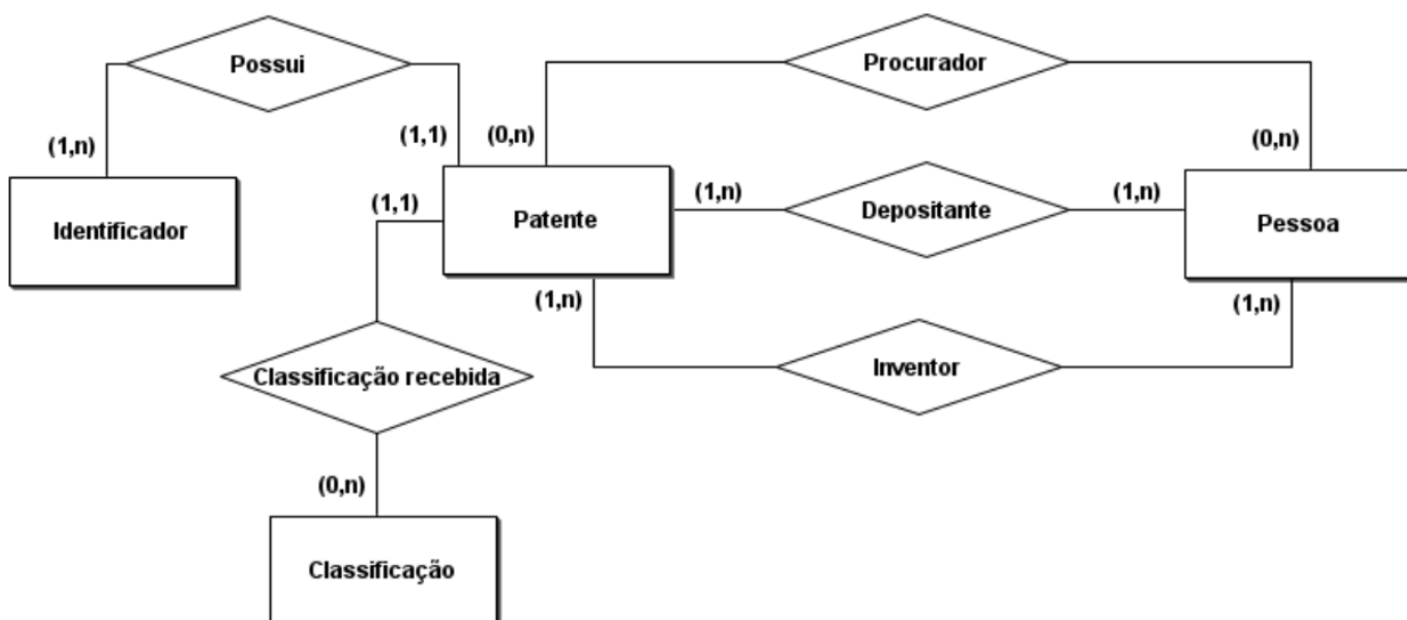 Possui
Procurador
(1,n)
(1,1)
(0,n)
(0,n)
Identificador
(1,1)
Patente
(1,n)
Depositante
(1,n)
Pessoa
(1,n)
(1,n)
Classificação recebida
Inventor
(0,n)
Classificação